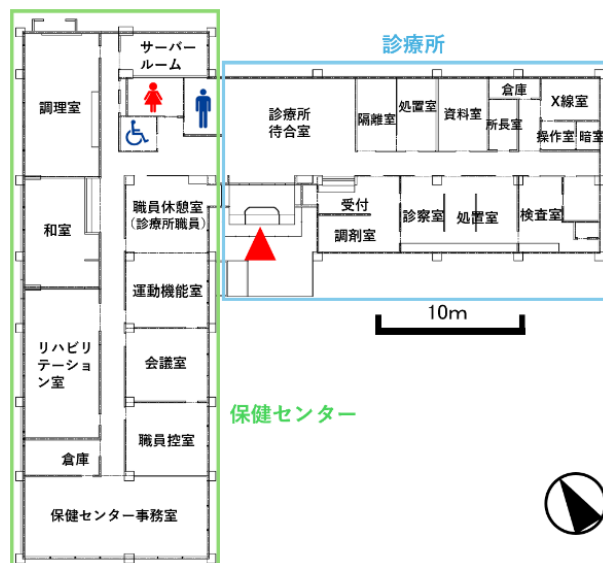 診療所
サーバー
ルーム
調理室
診療所
待合室
隔離室
処置室
資料室
倉庫
所長室
X線室
操作室
暗室
和室
職員休憩室
（診療所職員）
受付
調剤室
診察室
処置室
検査室
運動機能室
10m
リハビリ
テーショ
ン室
会議室
保健センター
職員控室
倉庫
保健センター事務室